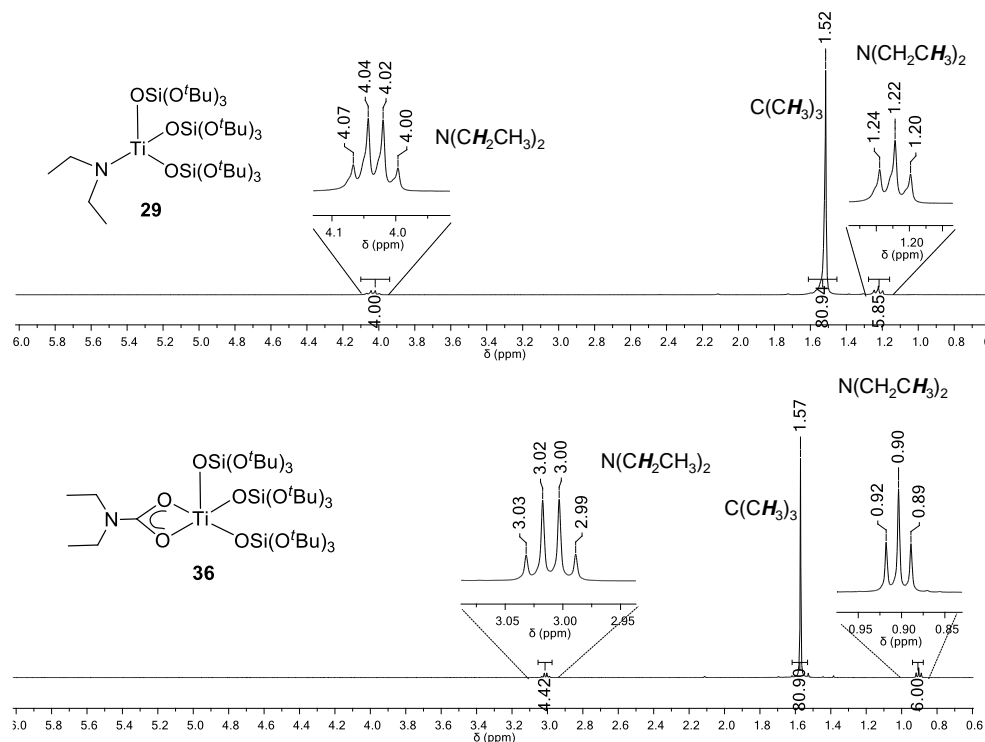 1.52
N(CH₂CH₃)₂
OSi(OᵗBu)₃
4.04
4.02
C(CH₃)₃
1.22
4.07
4.00
N(CH₂CH₃)₂
1.24
1.20
OSi(OᵗBu)₃
Ti
N
OSi(OᵗBu)₃
29
4.1 4.0
δ (ppm)
1.20
δ (ppm)
4.00
80.94
5.85
6.0 5.8 5.6 5.4 5.2 5.0 4.8 4.6 4.4 4.2 4.0 3.8 3.6 3.4 3.2 3.0 2.8 2.6 2.4 2.2 2.0 1.8 1.6 1.4 1.2 1.0 0.8 0.6
δ (ppm)
N(CH₂CH₃)₂
1.57
OSi(OᵗBu)₃
3.02
3.00
N(CH₂CH₃)₂
0.90
O
Ti
OSi(OᵗBu)₃
3.03
2.99
C(CH₃)₃
0.92
0.89
N
O
OSi(OᵗBu)₃
36
3.05 3.00 2.95
δ (ppm)
0.95 0.90 0.85
δ (ppm)
4.42
80.99
6.00
6.0 5.8 5.6 5.4 5.2 5.0 4.8 4.6 4.4 4.2 4.0 3.8 3.6 3.4 3.2 3.0 2.8 2.6 2.4 2.2 2.0 1.8 1.6 1.4 1.2 1.0 0.8 0.6
δ (ppm)